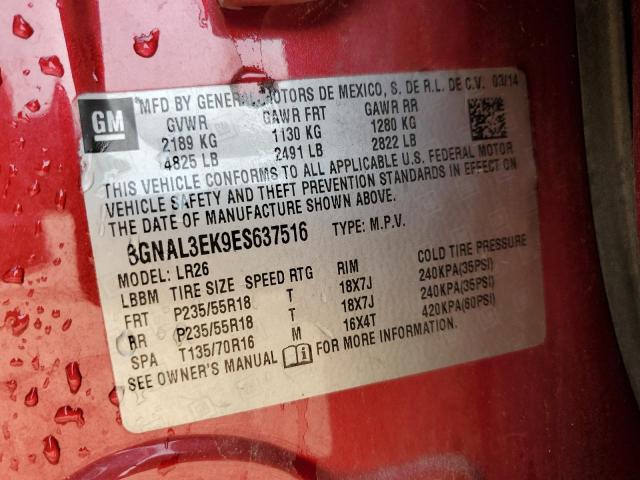 GM
MFD BY GENERAL MOTORS DE MEXICO, S. DE R.L. DE C.V. 03/14
GVWR GAWR FRT GAWR RR
2189 KG 1130 KG 1280 KG
4825 LB 2491 LB 2822 LB
THIS VEHICLE CONFORMS TO ALL APPLICABLE U.S. FEDERAL MOTOR
VEHICLE SAFETY AND THEFT PREVENTION STANDARDS IN EFFECT ON
THE DATE OF MANUFACTURE SHOWN ABOVE.
3GNAL3EK9ES637516 TYPE: M.P.V.
MODEL: LR26
LBBM TIRE SIZE SPEED RTG RIM COLD TIRE PRESSURE
FRT P235/55R18 T 18X7J 240KPA(35PSI)
RR P235/55R18 T 18X7J 240KPA(35PSI)
SPA T135/70R16 M 16X4T 420KPA(60PSI)
SEE OWNER'S MANUAL FOR MORE INFORMATION.